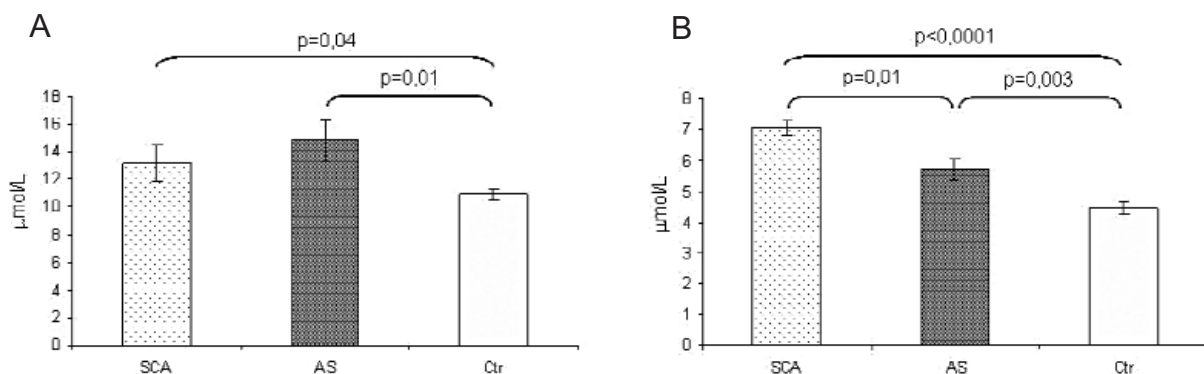 A
p=0,04
p=0,01
18
16
14
12
10
8
6
4
2
0
µmol/L
SCA
AS
Ctr
B
p<0,0001
p=0,01
p=0,003
8
7
6
5
4
3
2
1
0
µmol/L
SCA
AS
Ctr